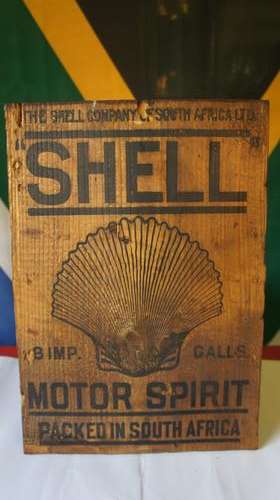 THE SHELL COMPANY OF SOUTH AFRICA LTD.
"SHELL"
8 IMP. GALLS.
MOTOR SPIRIT
PACKED IN SOUTH AFRICA